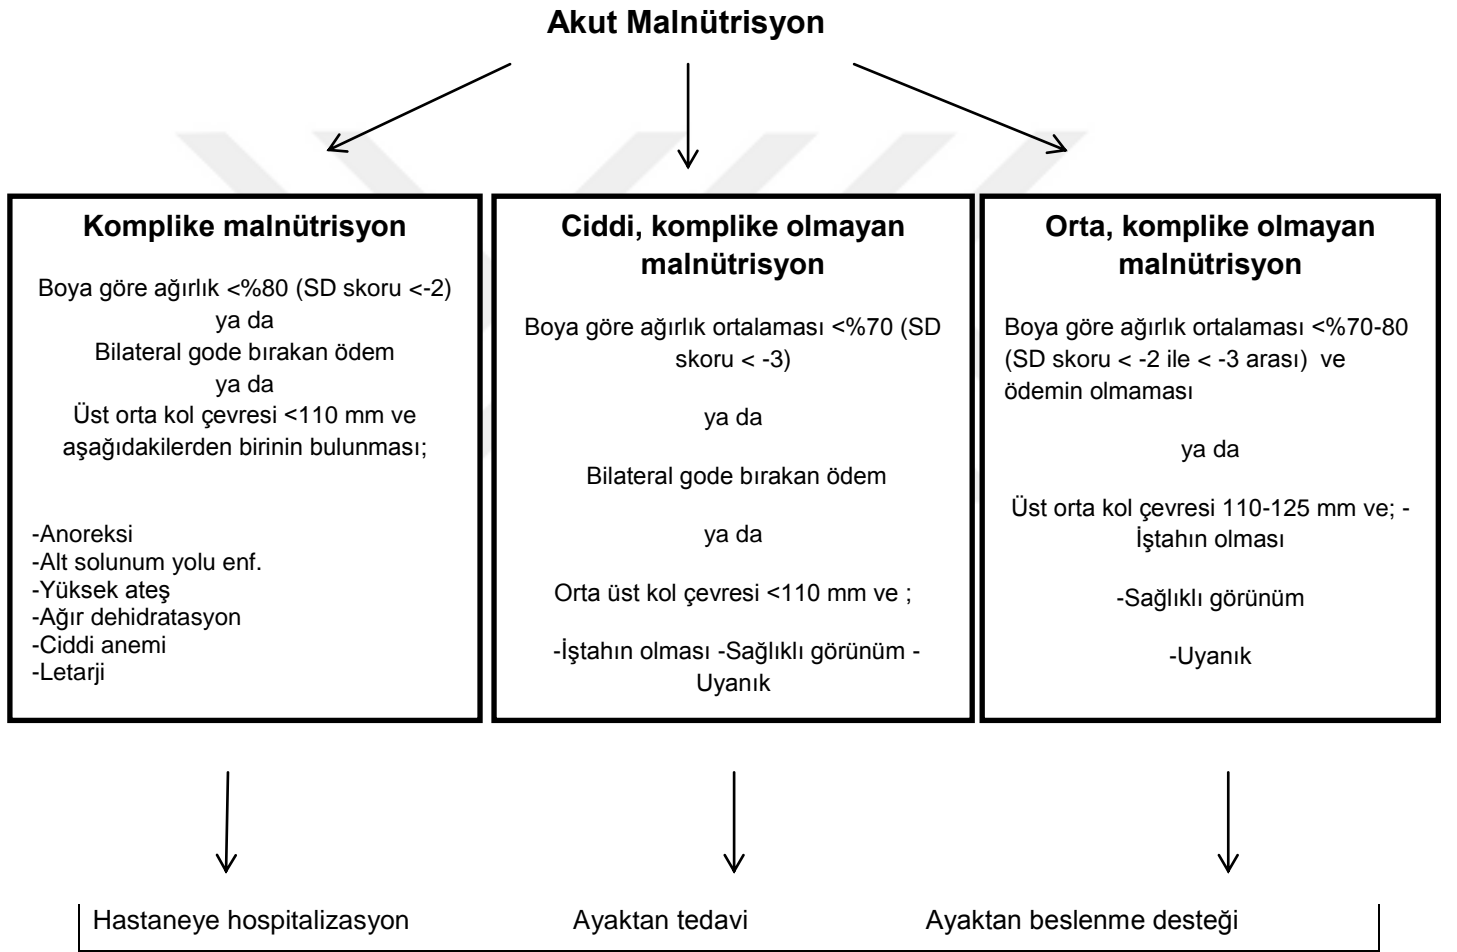 Akut Malnütrisyon
Komplike malnütrisyon
Boya göre ağırlık <%80 (SD skoru <-2)
ya da
Bilateral gode bırakan ödem
ya da
Üst orta kol çevresi <110 mm ve
aşağıdakilerden birinin bulunması;
-Anoreksi
-Alt solunum yolu enf.
-Yüksek ateş
-Ağır dehidratasyon
-Ciddi anemi
-Letarji
Ciddi, komplike olmayan
malnütrisyon
Boya göre ağırlık ortalaması <%70 (SD
skoru < -3)
ya da
Bilateral gode bırakan ödem
ya da
Orta üst kol çevresi <110 mm ve ;
-İştahın olması -Sağlıklı görünüm -
Uyanık
Orta, komplike olmayan
malnütrisyon
Boya göre ağırlık ortalaması <%70-80
(SD skoru < -2 ile < -3 arası)  ve
ödemin olmaması
ya da
Üst orta kol çevresi 110-125 mm ve; -
İştahın olması
-Sağlıklı görünüm
-Uyanık
Hastaneye hospitalizasyon
Ayaktan tedavi
Ayaktan beslenme desteği